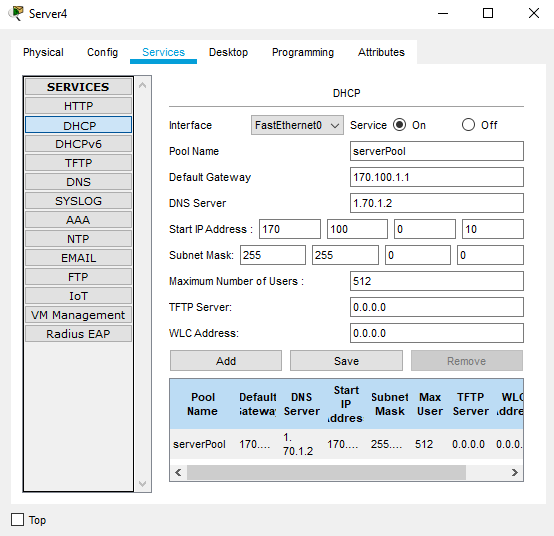 Server4
Physical Config Services Desktop Programming Attributes
SERVICES
HTTP
DHCP
DHCPv6
TFTP
DNS
SYSLOG
AAA
NTP
EMAIL
FTP
IoT
VM Management
Radius EAP
DHCP
Interface FastEthernet0 Service On Off
Pool Name serverPool
Default Gateway 170.100.1.1
DNS Server 1.70.1.2
Start IP Address : 170 100 0 10
Subnet Mask: 255 255 0 0
Maximum Number of Users : 512
TFTP Server: 0.0.0.0
WLC Address: 0.0.0.0
Add Save Remove
Pool Name Default Gateway DNS Server Start IP Addres Subnet Mask Max User TFTP Server WLC Addre
serverPool 170.... 1. 70.1.2 170.... 255.... 512 0.0.0.0 0.0.0.
Top